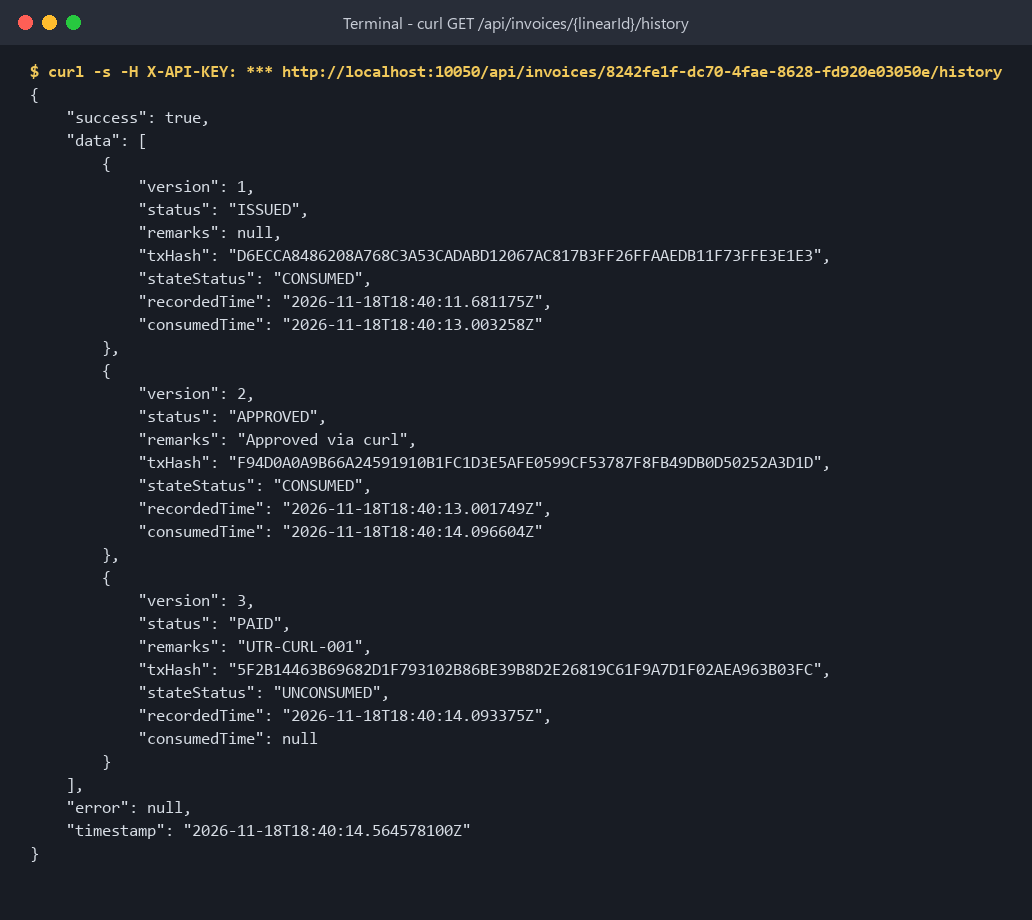 Terminal - curl GET /api/invoices/{linearId}/history
$ curl -s -H X-API-KEY: *** http://localhost:10050/api/invoices/8242fe1f-dc70-4fae-8628-fd920e03050e/history
{
    "success": true,
    "data": [
        {
            "version": 1,
            "status": "ISSUED",
            "remarks": null,
            "txHash": "D6ECCA8486208A768C3A53CADABD12067AC817B3FF26FFAAEDB11F73FFE3E1E3",
            "stateStatus": "CONSUMED",
            "recordedTime": "2026-11-18T18:40:11.681175Z",
            "consumedTime": "2026-11-18T18:40:13.003258Z"
        },
        {
            "version": 2,
            "status": "APPROVED",
            "remarks": "Approved via curl",
            "txHash": "F94D0A0A9B66A24591910B1FC1D3E5AFE0599CF53787F8FB49DB0D50252A3D1D",
            "stateStatus": "CONSUMED",
            "recordedTime": "2026-11-18T18:40:13.001749Z",
            "consumedTime": "2026-11-18T18:40:14.096604Z"
        },
        {
            "version": 3,
            "status": "PAID",
            "remarks": "UTR-CURL-001",
            "txHash": "5F2B14463B69682D1F793102B86BE39B8D2E26819C61F9A7D1F02AEA963B03FC",
            "stateStatus": "UNCONSUMED",
            "recordedTime": "2026-11-18T18:40:14.093375Z",
            "consumedTime": null
        }
    ],
    "error": null,
    "timestamp": "2026-11-18T18:40:14.564578100Z"
}